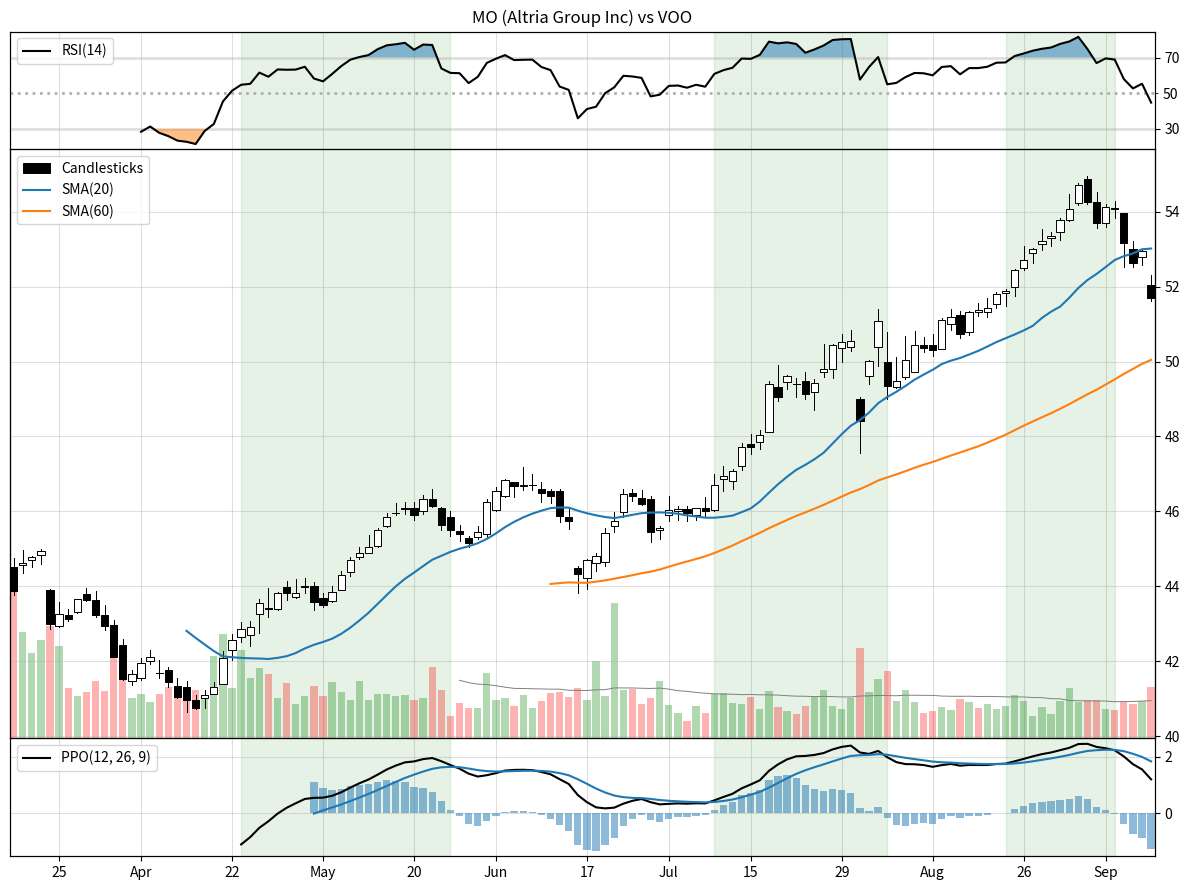 MO (Altria Group Inc) vs VOO
RSI(14)
70
50
30
Candlesticks
SMA(20)
SMA(60)
54
52
50
48
46
44
42
40
PPO(12, 26, 9)
2
0
25 Apr 22 May 20 Jun 17 Jul 15 29 Aug 26 Sep